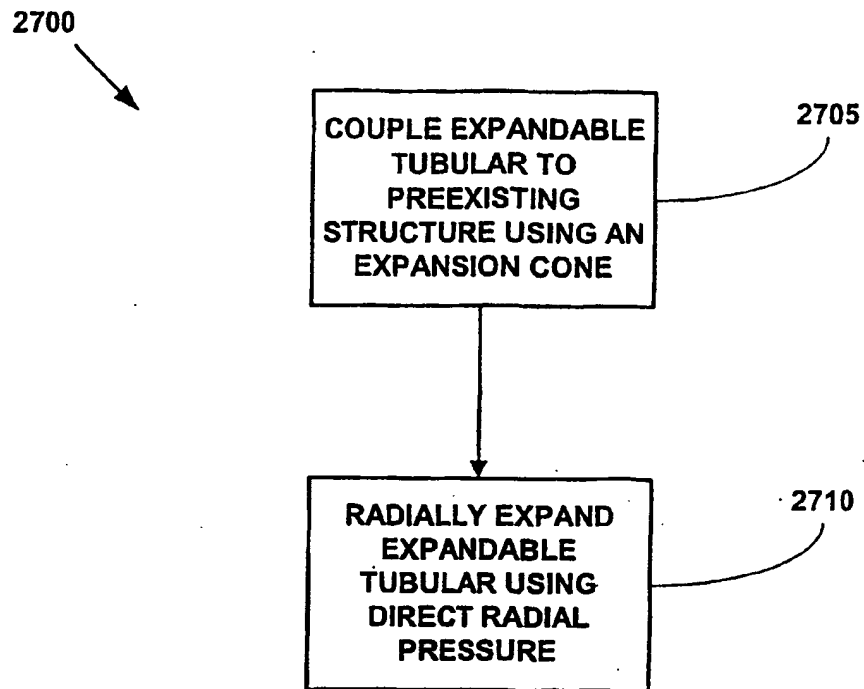 2700
COUPLE EXPANDABLE
TUBULAR TO
PREEXISTING
STRUCTURE USING AN
EXPANSION CONE
2705
RADIALLY EXPAND
EXPANDABLE
TUBULAR USING
DIRECT RADIAL
PRESSURE
2710